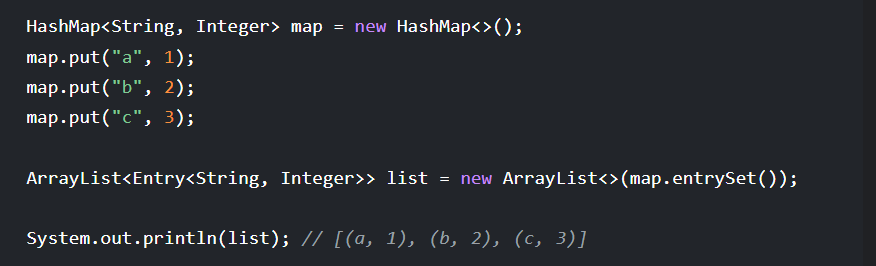 HashMap<String, Integer> map = new HashMap<>();
map.put("a", 1);
map.put("b", 2);
map.put("c", 3);
ArrayList<Entry<String, Integer>> list = new ArrayList<>(map.entrySet());
System.out.println(list); // [(a, 1), (b, 2), (c, 3)]